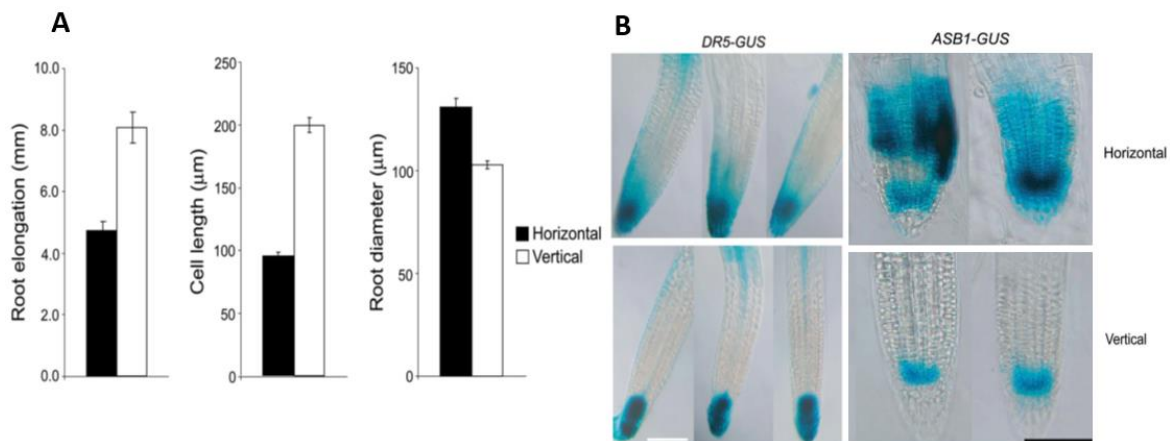 A
Root elongation (mm)
10.0
8.0
6.0
4.0
2.0
0.0
Cell length (μm)
250
200
150
100
50
0
Root diameter (μm)
150
100
50
0
Horizontal
Vertical
B
DR5-GUS
ASB1-GUS
Horizontal
Vertical